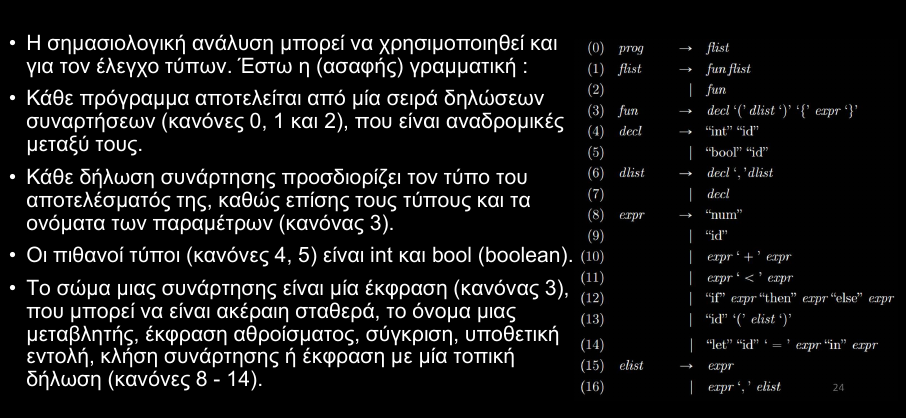 • Η σημασιολογική ανάλυση μπορεί να χρησιμοποιηθεί και
για τον έλεγχο τύπων. Έστω η (ασαφής) γραμματική :
• Κάθε πρόγραμμα αποτελείται από μία σειρά δηλώσεων
συναρτήσεων (κανόνες 0, 1 και 2), που είναι αναδρομικές
μεταξύ τους.
• Κάθε δήλωση συνάρτησης προσδιορίζει τον τύπο του
αποτελέσματός της, καθώς επίσης τους τύπους και τα
ονόματα των παραμέτρων (κανόνας 3).
• Οι πιθανοί τύποι (κανόνες 4, 5) είναι int και bool (boolean).
• Το σώμα μιας συνάρτησης είναι μία έκφραση (κανόνας 3),
που μπορεί να είναι ακέραιη σταθερά, το όνομα μιας
μεταβλητής, έκφραση αθροίσματος, σύγκριση, υποθετική
εντολή, κλήση συνάρτησης ή έκφραση με μία τοπική
δήλωση (κανόνες 8 - 14).
(0) prog → flist
(1) flist → fun flist
(2) | fun
(3) fun → decl ‘(’ dlist ‘)’ ‘{’ expr ‘}’
(4) decl → “int” “id”
(5) | “bool” “id”
(6) dlist → decl ‘,’ dlist
(7) | decl
(8) expr → “num”
(9) | “id”
(10) | expr ‘ + ’ expr
(11) | expr ‘ < ’ expr
(12) | “if” expr “then” expr “else” expr
(13) | “id” ‘(’ elist ‘)’
(14) | “let” “id” ‘ = ’ expr “in” expr
(15) elist → expr
(16) | expr ‘,’ elist
24